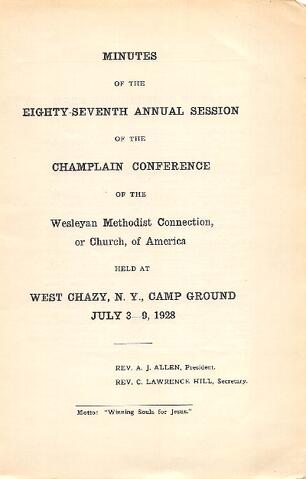 MINUTES
OF THE
EIGHTY-SEVENTH ANNUAL SESSION
OF THE
CHAMPLAIN CONFERENCE
OF THE
Wesleyan Methodist Connection,
or Church, of America
HELD AT
WEST CHAZY, N. Y., CAMP GROUND
JULY 3-9, 1928
REV. A. J. ALLEN, President.
REV. C. LAWRENCE HILL, Secretary.
Motto: "Winning Souls for Jesus."